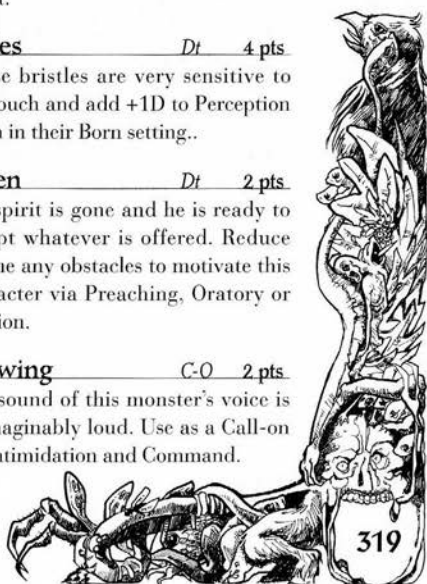 es Dt 4 pts
e bristles are very sensitive to
ouch and add +1D to Perception
in their Born setting..
en Dt 2 pts
spirit is gone and he is ready to
pt whatever is offered. Reduce
ue any obstacles to motivate this
acter via Preaching, Oratory or
ion.
wing C-O 2 pts
sound of this monster's voice is
naginably loud. Use as a Call-on
ntimidation and Command.
319